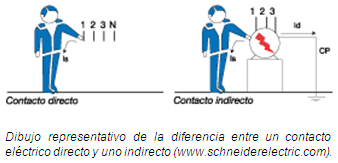 1 2 3 N
Is
Contacto directo
1 2 3
Id
CP
Is
Contacto indirecto
Dibujo representativo de la diferencia entre un contacto
eléctrico directo y uno indirecto (www.schneiderelectric.com).